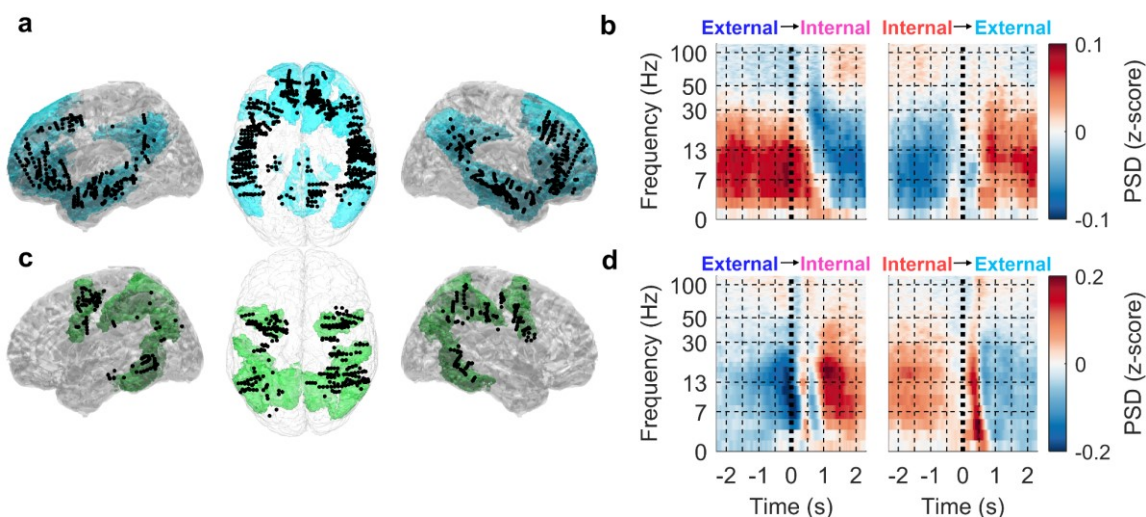 a
b
External → Internal
Internal → External
Frequency (Hz)
100
50
30
13
7
0
0.1
0
-0.1
PSD (z-score)
c
d
External → Internal
Internal → External
Frequency (Hz)
100
50
30
13
7
0
0.2
0
-0.2
PSD (z-score)
-2 -1 0 1 2
-2 -1 0 1 2
Time (s)
Time (s)